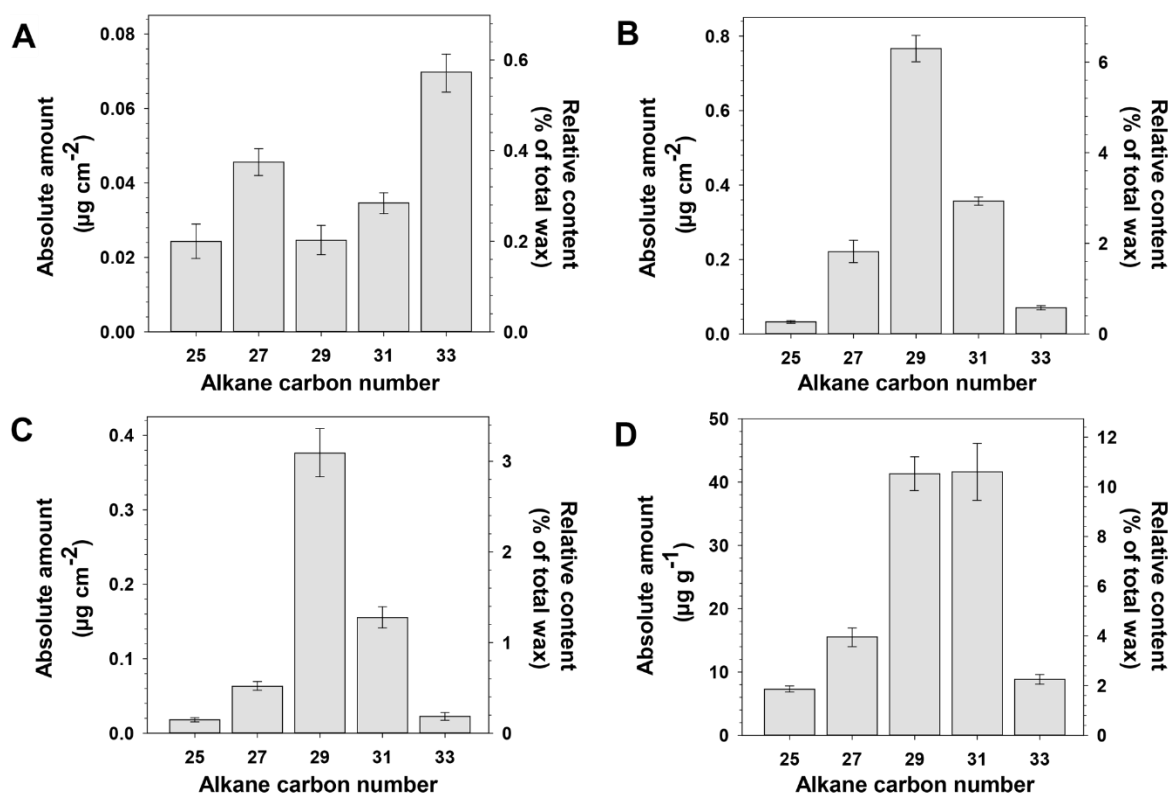 A
Absolute amount
(µg cm-2)
0.08
0.06
0.04
0.02
0.00
25 27 29 31 33
Alkane carbon number
0.6
0.4
0.2
0.0
Relative content
(% of total wax)
B
Absolute amount
(µg cm-2)
0.8
0.6
0.4
0.2
0.0
25 27 29 31 33
Alkane carbon number
6
4
2
0
Relative content
(% of total wax)
C
Absolute amount
(µg cm-2)
0.4
0.3
0.2
0.1
0.0
25 27 29 31 33
Alkane carbon number
3
3
2
1
0
Relative content
(% of total wax)
D
Absolute amount
(µg g-1)
50
40
30
20
10
0
25 27 29 31 33
Alkane carbon number
12
10
8
6
4
2
0
Relative content
(% of total wax)